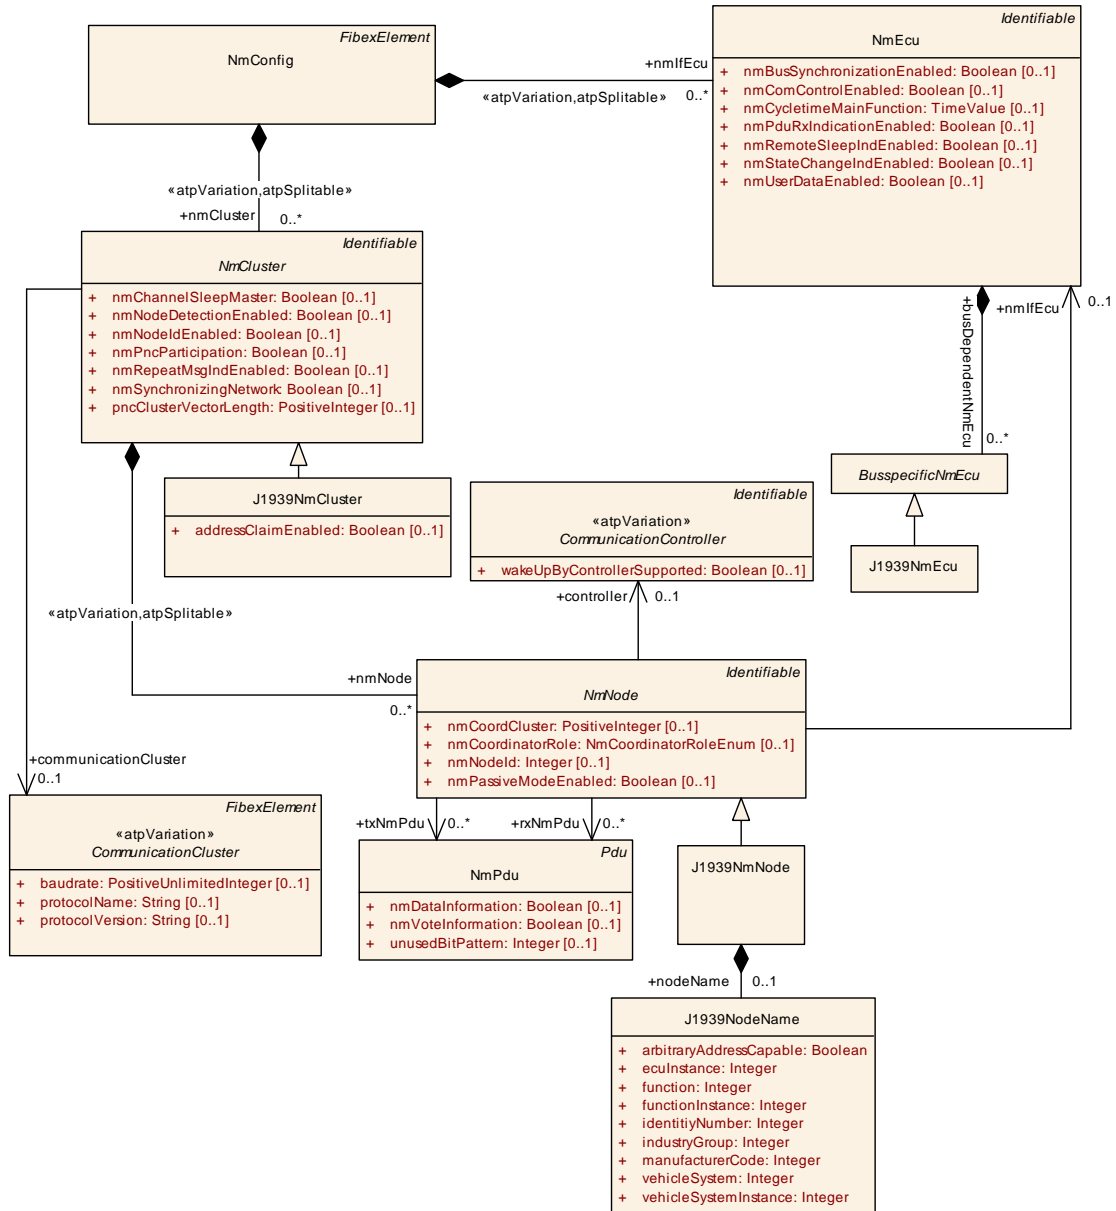 FibexElement
NmConfig
Identifiable
NmEcu
+ nmBusSynchronizationEnabled: Boolean [0..1]
+ nmComControlEnabled: Boolean [0..1]
+ nmCycletimeMainFunction: TimeValue [0..1]
+ nmPduRxIndicationEnabled: Boolean [0..1]
+ nmRemoteSleepIndEnabled: Boolean [0..1]
+ nmStateChangeIndEnabled: Boolean [0..1]
+ nmUserDataEnabled: Boolean [0..1]
+nmIfEcu
«atpVariation,atpSplitable» 0..*
«atpVariation,atpSplitable»
+nmCluster 0..*
Identifiable
NmCluster
+ nmChannelSleepMaster: Boolean [0..1]
+ nmNodeDetectionEnabled: Boolean [0..1]
+ nmNodeIdEnabled: Boolean [0..1]
+ nmPncParticipation: Boolean [0..1]
+ nmRepeatMsgIndEnabled: Boolean [0..1]
+ nmSynchronizingNetwork: Boolean [0..1]
+ pncClusterVectorLength: PositiveInteger [0..1]
+nmIfEcu 0..1
+busDependentNmEcu
0..*
BusspecificNmEcu
J1939NmEcu
J1939NmCluster
+ addressClaimEnabled: Boolean [0..1]
Identifiable
«atpVariation»
CommunicationController
+ wakeUpByControllerSupported: Boolean [0..1]
+controller 0..1
«atpVariation,atpSplitable»
+nmNode
0..*
Identifiable
NmNode
+ nmCoordCluster: PositiveInteger [0..1]
+ nmCoordinatorRole: NmCoordinatorRoleEnum [0..1]
+ nmNodeId: Integer [0..1]
+ nmPassiveModeEnabled: Boolean [0..1]
+communicationCluster
0..1
FibexElement
«atpVariation»
CommunicationCluster
+ baudrate: PositiveUnlimitedInteger [0..1]
+ protocolName: String [0..1]
+ protocolVersion: String [0..1]
+txNmPdu 0..* +rxNmPdu 0..*
Pdu
NmPdu
+ nmDataInformation: Boolean [0..1]
+ nmVoteInformation: Boolean [0..1]
+ unusedBitPattern: Integer [0..1]
J1939NmNode
+nodeName 0..1
J1939NodeName
+ arbitraryAddressCapable: Boolean
+ ecuInstance: Integer
+ function: Integer
+ functionInstance: Integer
+ identitiyNumber: Integer
+ industryGroup: Integer
+ manufacturerCode: Integer
+ vehicleSystem: Integer
+ vehicleSystemInstance: Integer